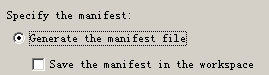 Specify the manifest:
Generate the manifest file
Save the manifest in the workspace